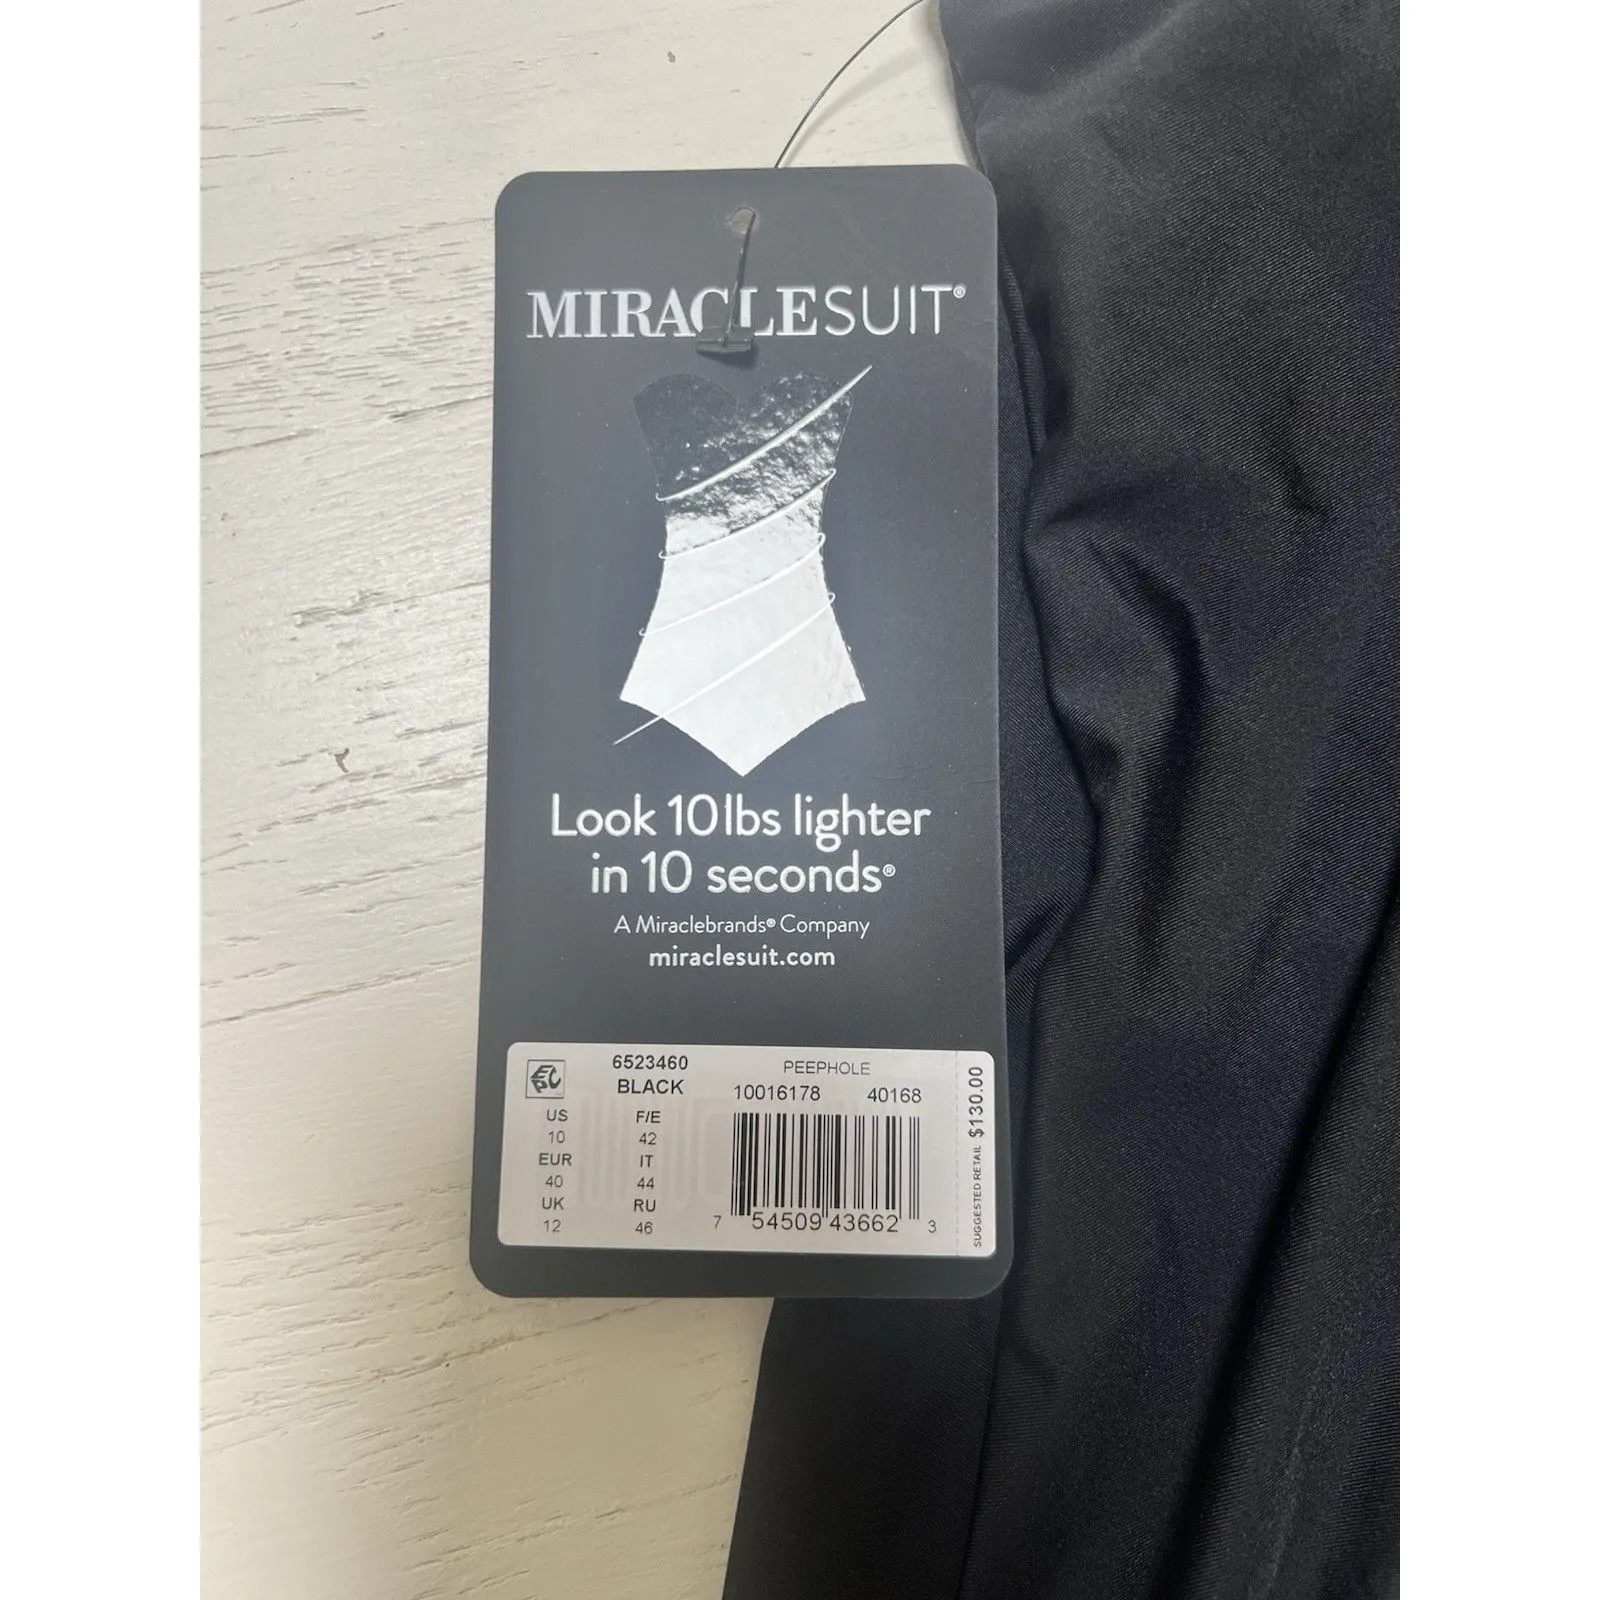 MIRACLESUIT®
Look 10 lbs lighter
in 10 seconds®
A Miraclebrands® Company
miraclesuit.com
6523460
BLACK
US
10
EUR
40
UK
12
F/E
42
IT
44
RU
46
PEEPHOLE
10016178 40168
7 54509 43662 3
SUGGESTED RETAIL $130.00